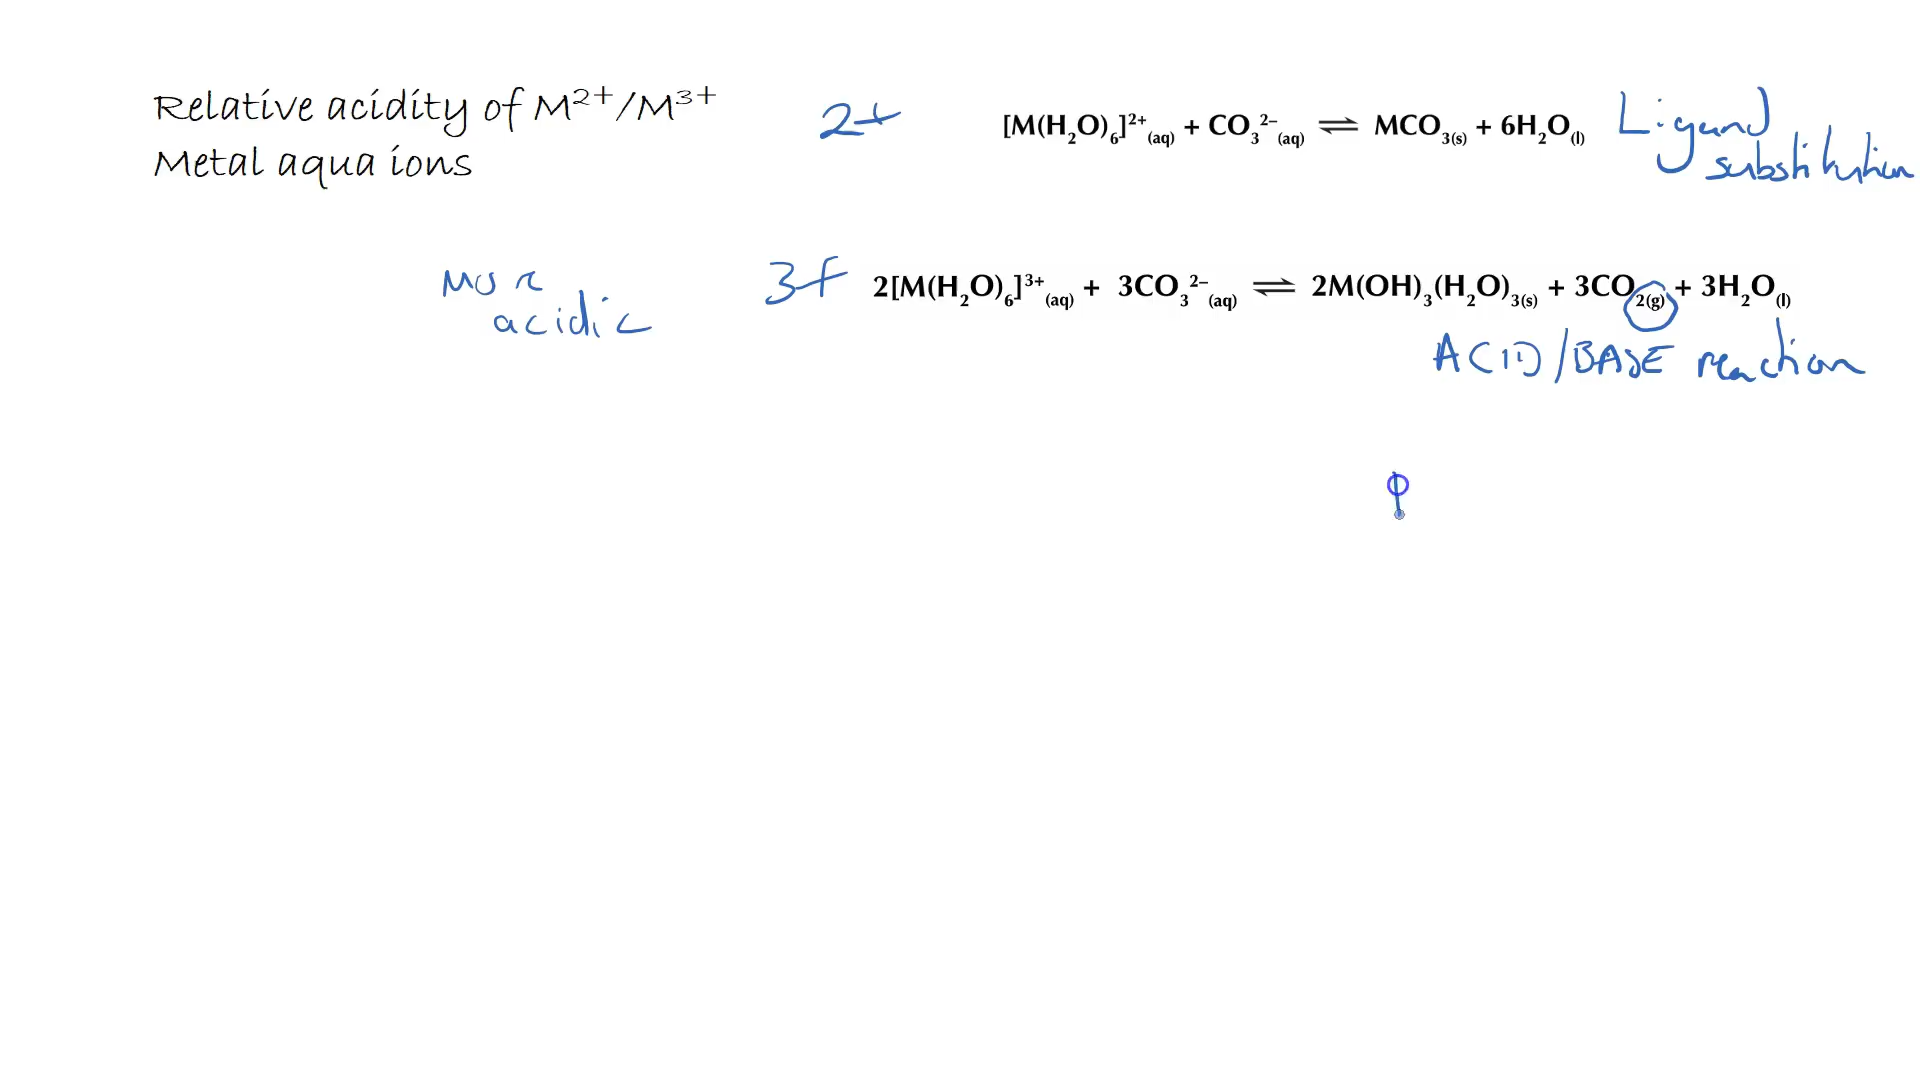 Relative acidity of M²⁺/M³⁺
Metal aqua ions
2+
[M(H₂O)₆]²⁺(aq) + CO₃²⁻(aq) ⇌ MCO₃(s) + 6H₂O(l)
Ligand
substitution
more
acidic
3+
2[M(H₂O)₆]³⁺(aq) + 3CO₃²⁻(aq) ⇌ 2M(OH)₃(H₂O)₃(s) + 3CO₂(g) + 3H₂O(l)
ACID/BASE reaction